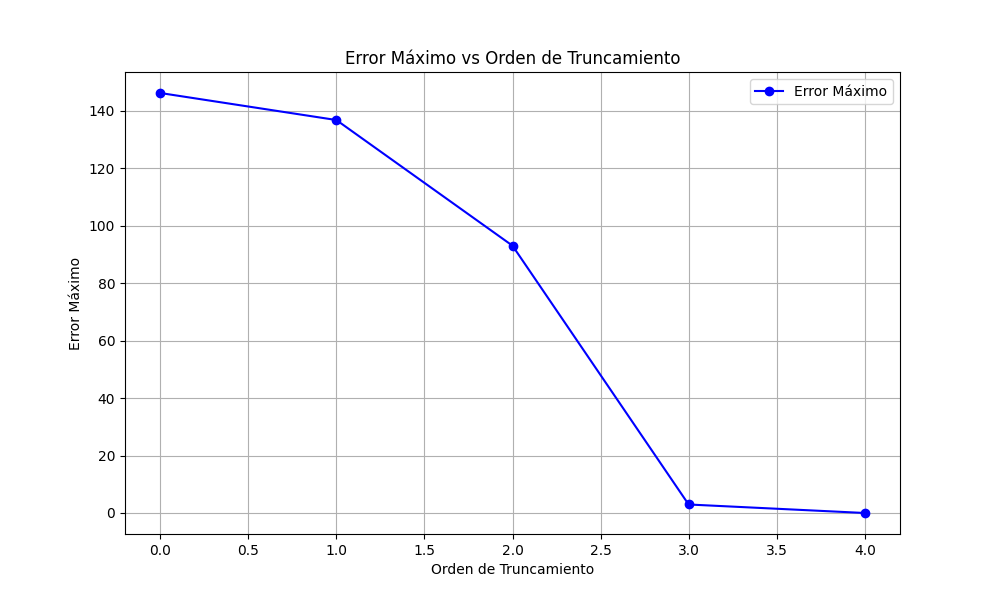 Error Máximo vs Orden de Truncamiento
Error Máximo
140
120
100
80
60
40
20
0
Error Máximo
0.0 0.5 1.0 1.5 2.0 2.5 3.0 3.5 4.0
Orden de Truncamiento